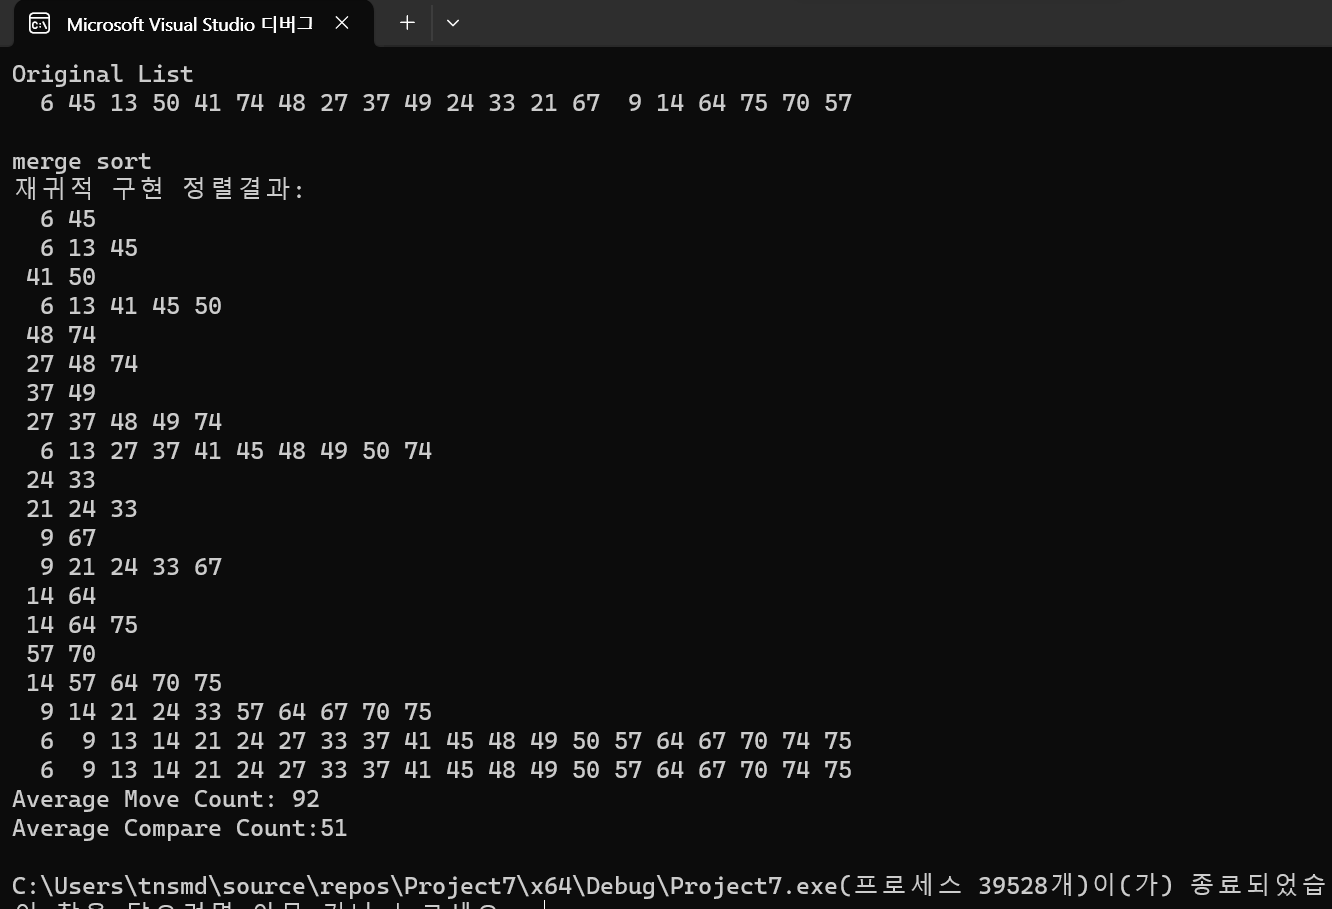 Microsoft Visual Studio 디버그
Original List
6 45 13 50 41 74 48 27 37 49 24 33 21 67  9 14 64 75 70 57
merge sort
재귀적 구현 정렬결과:
6 45
6 13 45
41 50
6 13 41 45 50
48 74
27 48 74
37 49
27 37 48 49 74
6 13 27 37 41 45 48 49 50 74
24 33
21 24 33
9 67
9 21 24 33 67
14 64
14 64 75
57 70
14 57 64 70 75
9 14 21 24 33 57 64 67 70 75
6  9 13 14 21 24 27 33 37 41 45 48 49 50 57 64 67 70 74 75
6  9 13 14 21 24 27 33 37 41 45 48 49 50 57 64 67 70 74 75
Average Move Count: 92
Average Compare Count:51
C:\Users\tnsmd\source\repos\Project7\x64\Debug\Project7.exe(프로세스 39528개)이(가) 종료되었습